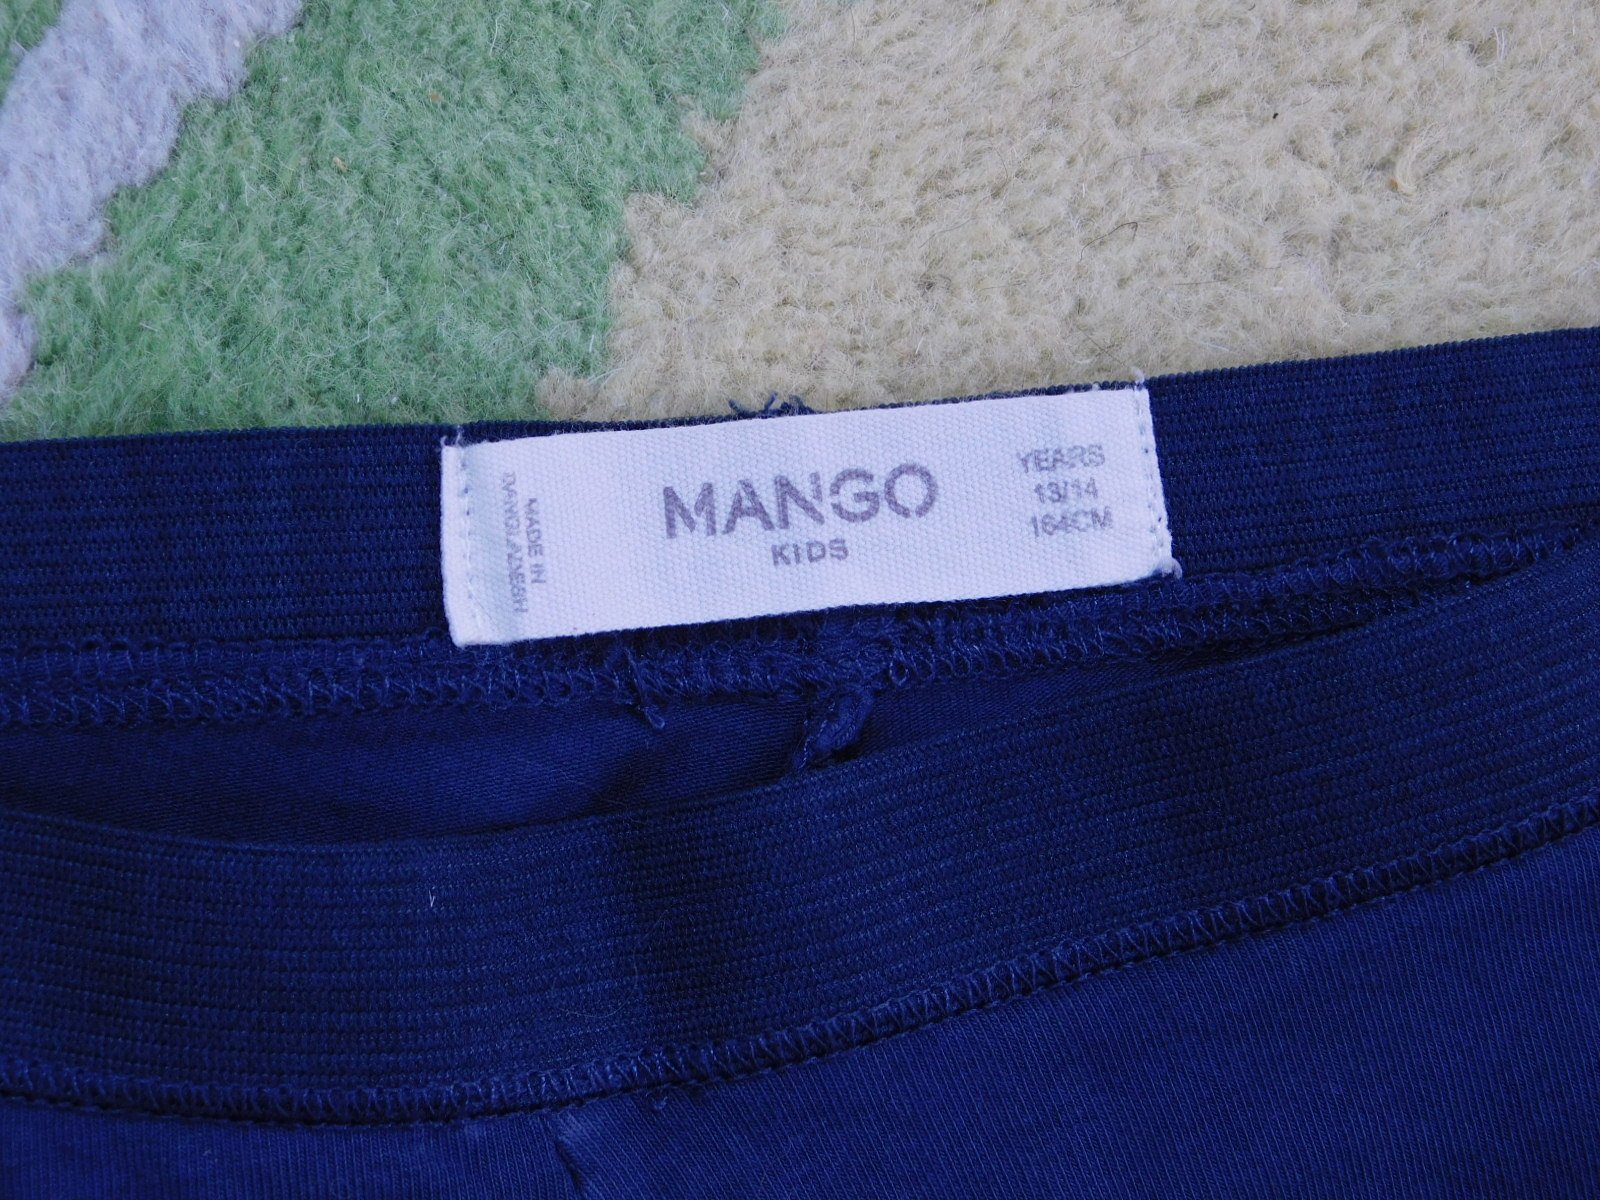 MADE IN
BANGLADESH
MANGO
KIDS
YEARS
13/14
164CM